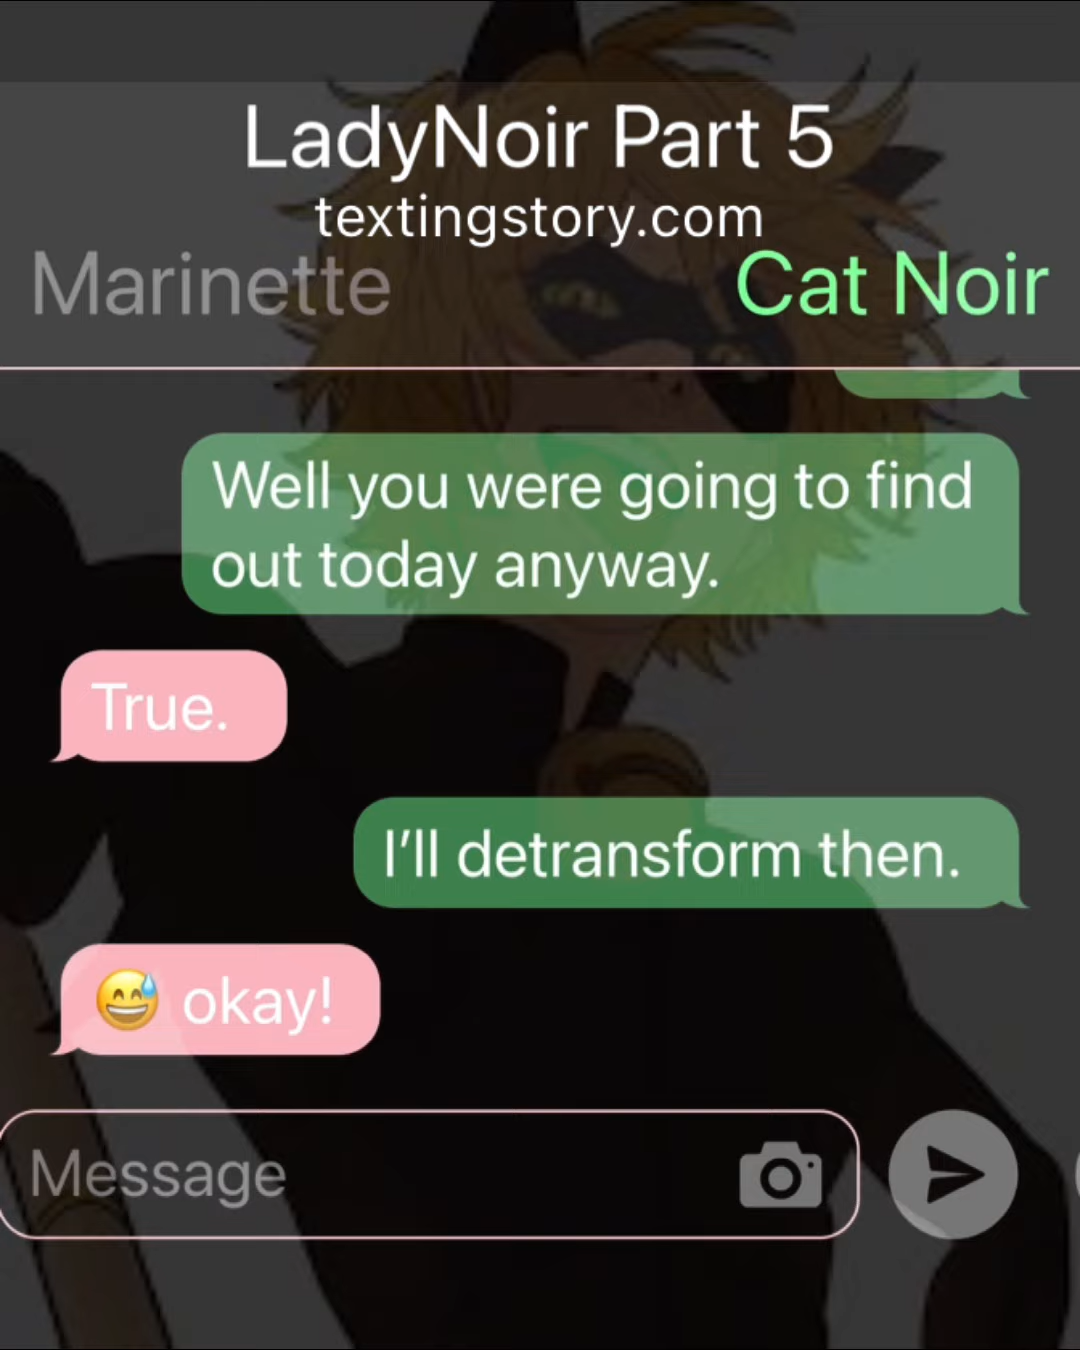 LadyNoir Part 5
textingstory.com
Marinette
Cat Noir
Well you were going to find
out today anyway.
True.
I’ll detransform then.
😅 okay!
Message